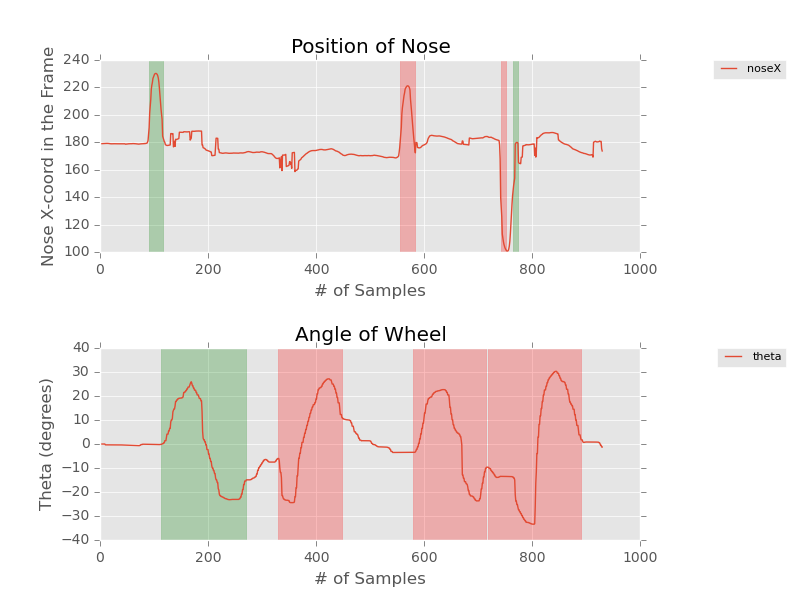 Position of Nose
Nose X-coord in the Frame
240
220
200
180
160
140
120
100
0 200 400 600 800 1000
# of Samples
noseX
Angle of Wheel
Theta (degrees)
40
30
20
10
0
−10
−20
−30
−40
0 200 400 600 800 1000
# of Samples
theta